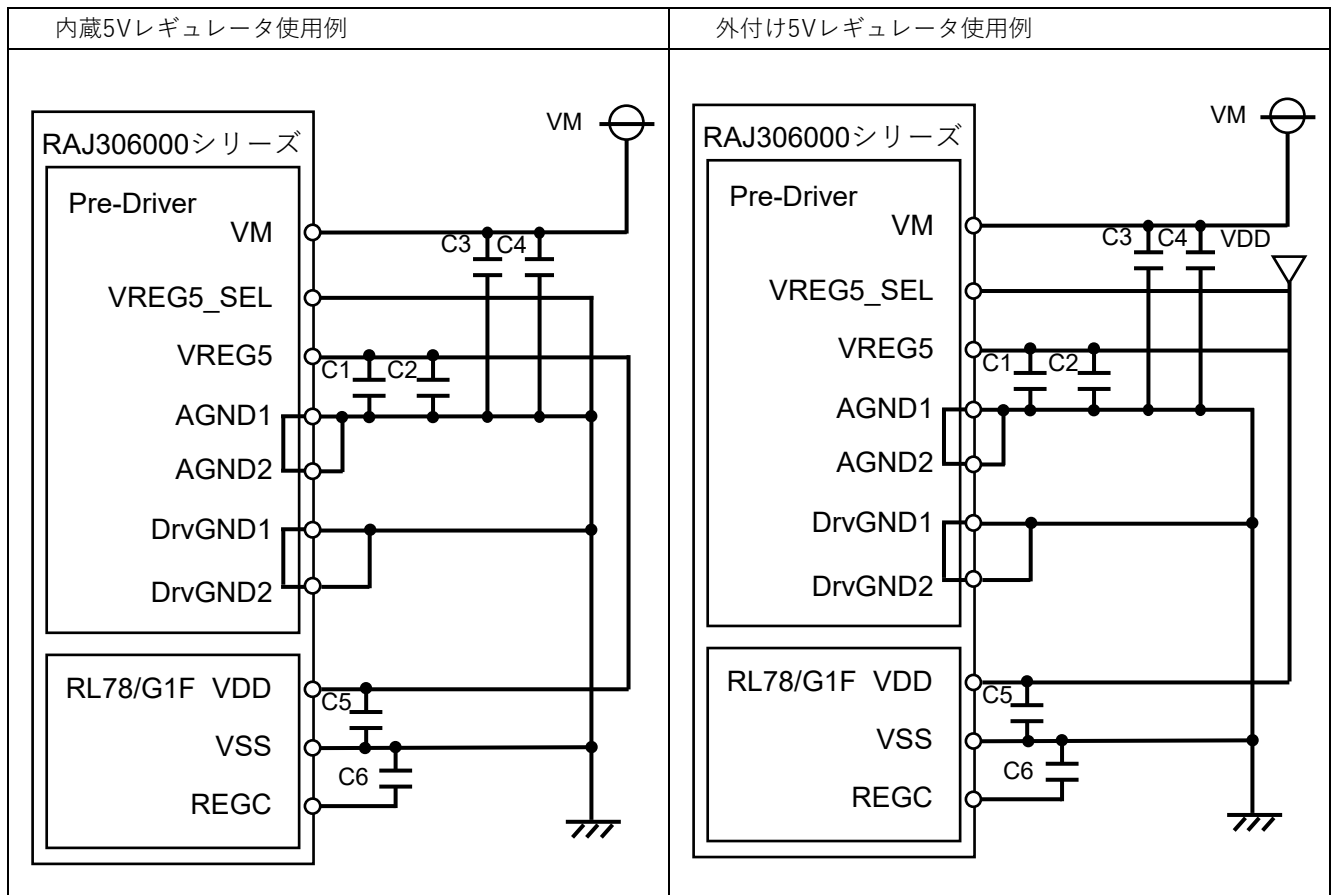 内蔵5Vレギュレータ使用例
VM
RAJ306000シリーズ
Pre-Driver
VM
C3
C4
VREG5_SEL
VREG5
C1
C2
AGND1
AGND2
DrvGND1
DrvGND2
RL78/G1F VDD
C5
VSS
C6
REGC
外付け5Vレギュレータ使用例
VM
RAJ306000シリーズ
Pre-Driver
VM
C3
C4
VDD
VREG5_SEL
VREG5
C1
C2
AGND1
AGND2
DrvGND1
DrvGND2
RL78/G1F VDD
C5
VSS
C6
REGC